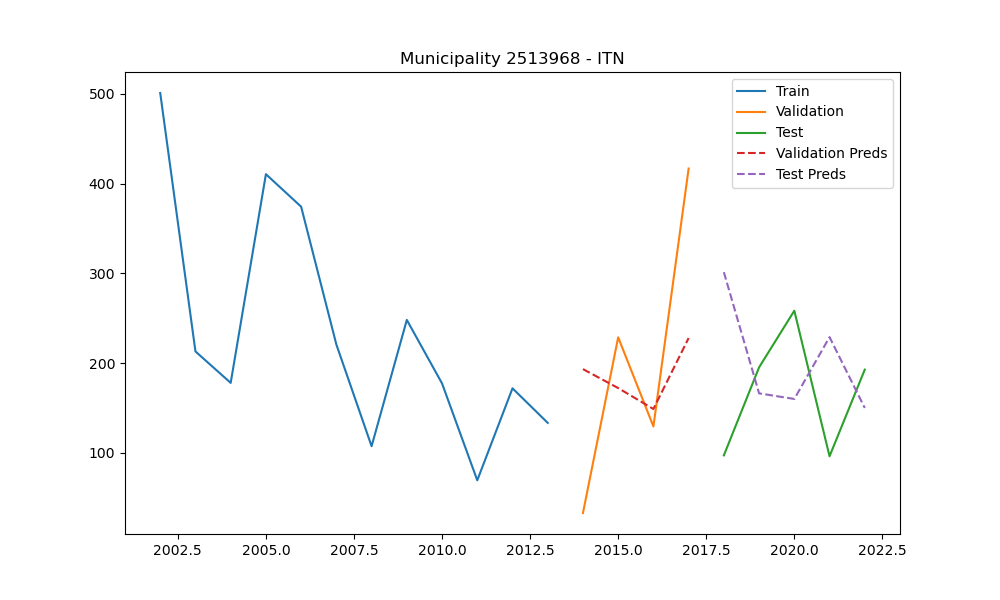 Municipality 2513968 - ITN
Train
Validation
Test
Validation Preds
Test Preds
500
400
300
200
100
2002.5 2005.0 2007.5 2010.0 2012.5 2015.0 2017.5 2020.0 2022.5